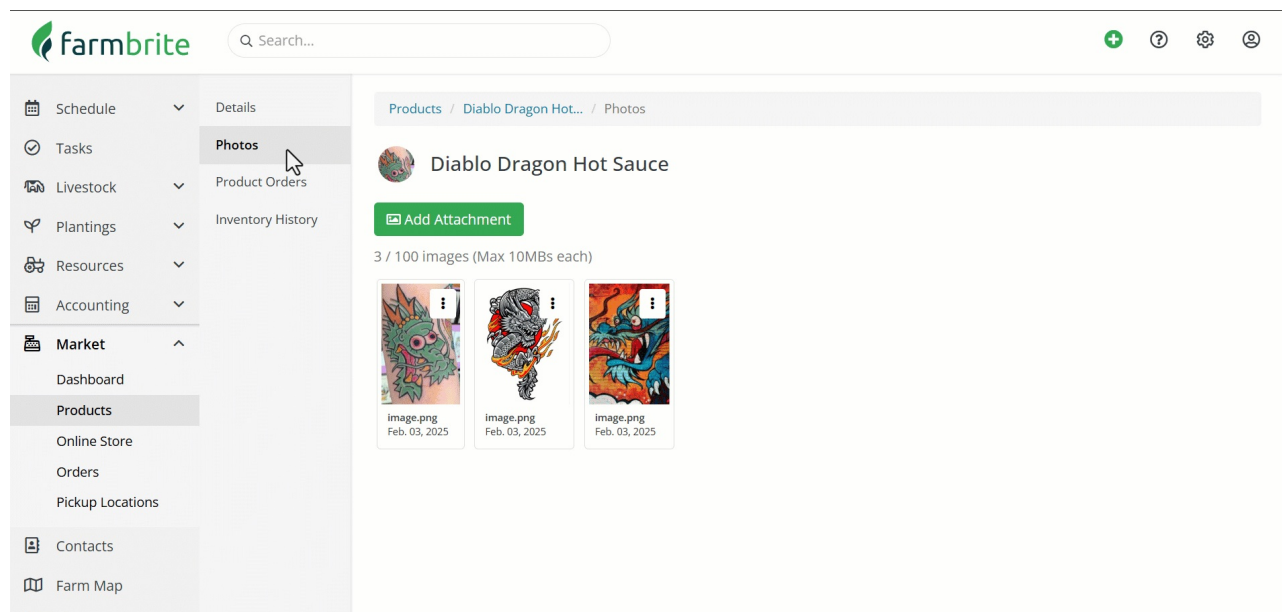 farmbrite
Search...
Schedule
Tasks
Livestock
Plantings
Resources
Accounting
Market
Dashboard
Products
Online Store
Orders
Pickup Locations
Contacts
Farm Map
Details
Photos
Product Orders
Inventory History
Products / Diablo Dragon Hot... / Photos
Diablo Dragon Hot Sauce
Add Attachment
3 / 100 images (Max 10MBs each)
image.png
Feb. 03, 2025
image.png
Feb. 03, 2025
image.png
Feb. 03, 2025